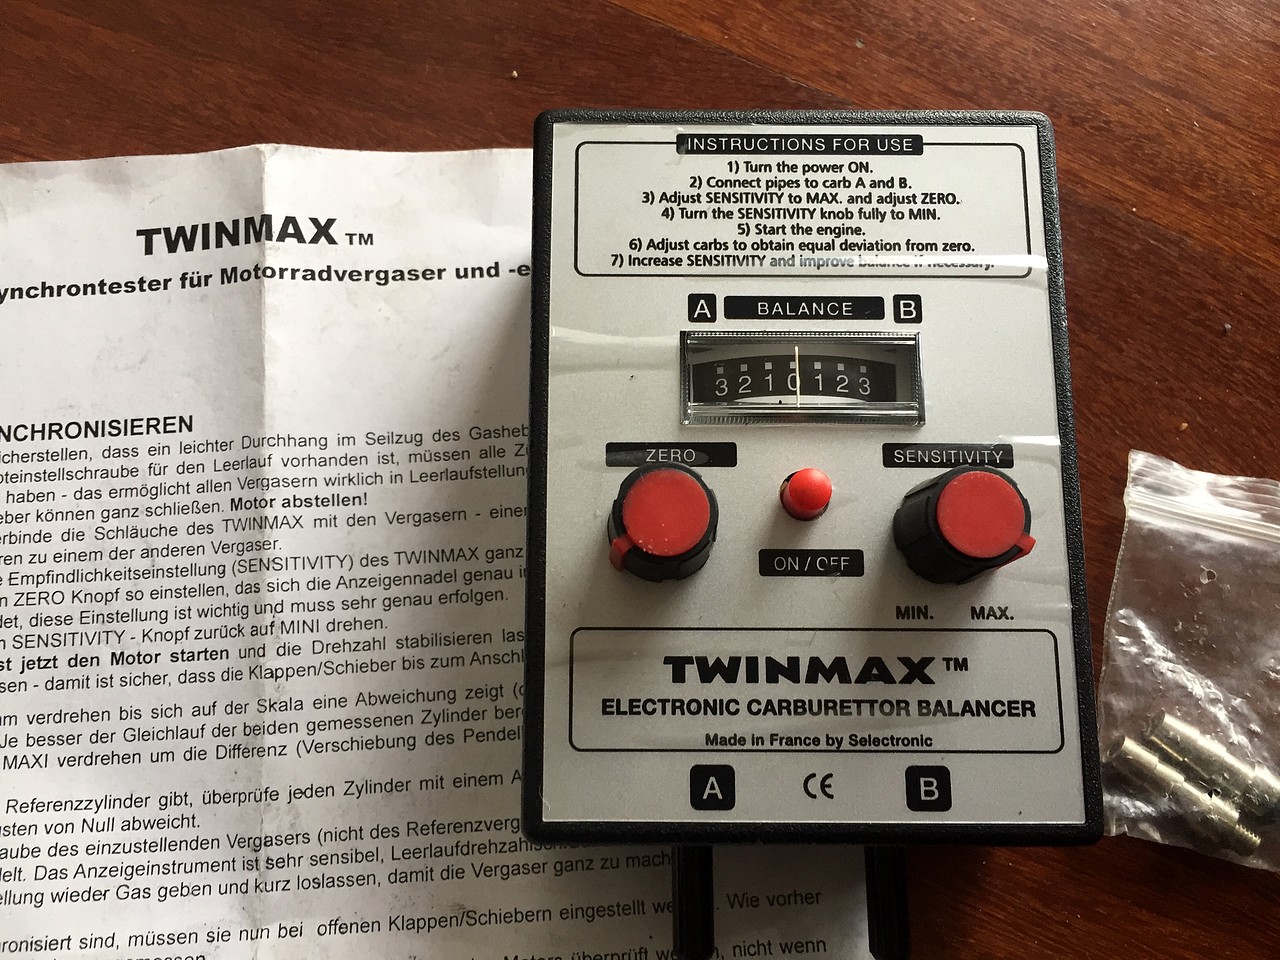 TWINMAX TM
ynchrontester für Motorradvergaser und -e
NCHRONISIEREN
icherstellen, dass ein leichter Durchhang im Seilzug des Gasheb
oteinstellschraube für den Leerlauf vorhanden ist, müssen alle Z
haben - das ermöglicht allen Vergasern wirklich in Leerlaufstellung
eber können ganz schließen. Motor abstellen!
erbinde die Schläuche des TWINMAX mit den Vergasern - einer
ren zu einem der anderen Vergaser.
e Empfindlichkeitseinstellung (SENSITIVITY) des TWINMAX ganz
n ZERO Knopf so einstellen, das sich die Anzeigennadel genau i
det, diese Einstellung ist wichtig und muss sehr genau erfolgen.
n SENSITIVITY - Knopf zurück auf MINI drehen.
st jetzt den Motor starten und die Drehzahl stabilisieren las
sen - damit ist sicher, dass die Klappen/Schieber bis zum Anschl
um verdrehen bis sich auf der Skala eine Abweichung zeigt (
Je besser der Gleichlauf der beiden gemessenen Zylinder ber
MAXI verdrehen um die Differenz (Verschiebung des Pendel
Referenzzylinder gibt, überprüfe jeden Zylinder mit einem A
sten von Null abweicht.
aube des einzustellenden Vergasers (nicht des Referenzverg
delt. Das Anzeigeinstrument ist sehr sensibel, Leerlaufdrehzahl
ellung wieder Gas geben und kurz loslassen, damit die Vergaser ganz zu mach
hronisiert sind, müssen sie nun bei offenen Klappen/Schiebern eingestellt we Wie vorher
Motors überprüft w n, nicht wenn
INSTRUCTIONS FOR USE
1) Turn the power ON.
2) Connect pipes to carb A and B.
3) Adjust SENSITIVITY to MAX. and adjust ZERO.
4) Turn the SENSITIVITY knob fully to MIN.
5) Start the engine.
6) Adjust carbs to obtain equal deviation from zero.
7) Increase SENSITIVITY and improve balance if necessary.
A BALANCE B
3 2 1 0 1 2 3
ZERO SENSITIVITY
ON / OFF
MIN. MAX.
TWINMAX™
ELECTRONIC CARBURETTOR BALANCER
Made in France by Selectronic
A CE B